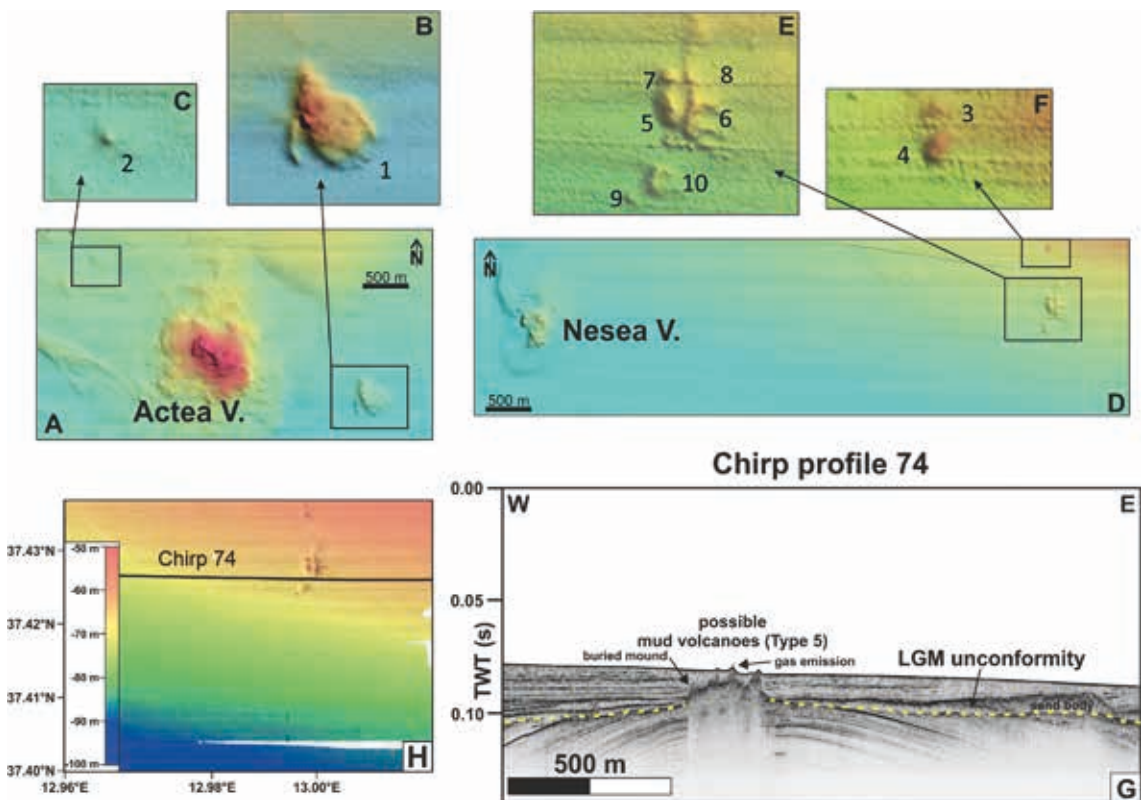 C
2
B
1
E
7
8
5
6
10
9
F
3
4
N
500 m
Actea V.
A
N
Nesea V.
500 m
D
Chirp profile 74
37.43°N
37.42°N
37.41°N
37.40°N
-50 m
-60 m
-70 m
-80 m
-90 m
-100 m
Chirp 74
H
12.96°E
12.98°E
13.00°E
0.00
0.05
0.10
TWT (s)
W
E
possible
mud volcanoes (Type 5)
buried mound
gas emission
LGM unconformity
sand body
500 m
G